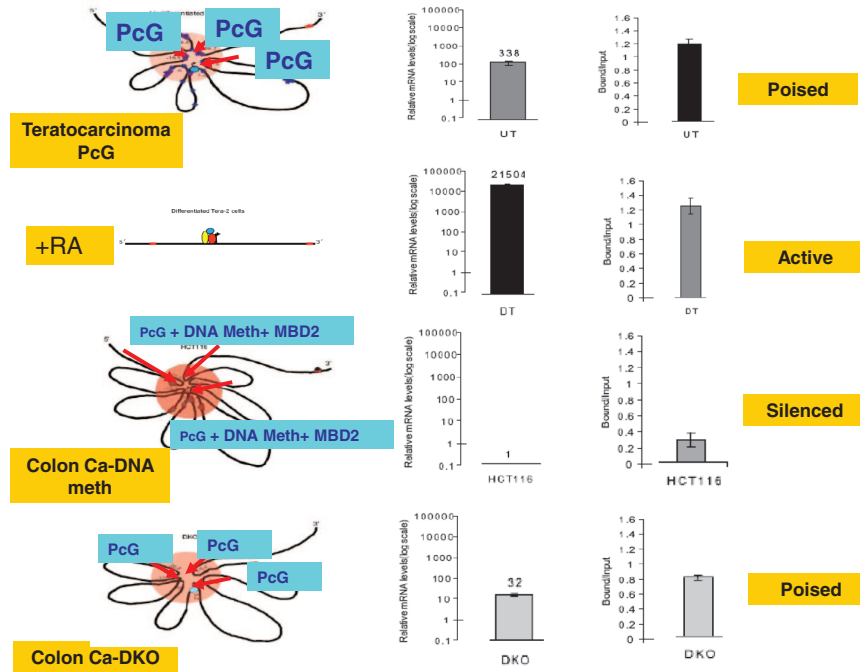 PcG
PcG
PcG
Teratocarcinoma
PcG
Relative mRNA levels(log scale)
100000
10000
1000
100
10
1
0.1
338
UT
Bound/Input
1.6
1.4
1.2
1
0.8
0.6
0.4
0.2
0
UT
Poised
+RA
Differentiated Tera-2 cells
5'
3'
Relative mRNA levels(log scale)
100000
10000
1000
100
10
1
0.1
21504
DT
Bound/Input
1.6
1.4
1.2
1
0.8
0.6
0.4
0.2
0
DT
Active
PcG + DNA Meth+ MBD2
HCT116
5'
3'
PcG + DNA Meth+ MBD2
Colon Ca-DNA
meth
Relative mRNA levels(log scale)
100000
10000
1000
100
10
1
0.1
1
HCT116
Bound/Input
1.6
1.4
1.2
1
0.8
0.6
0.4
0.2
0
HCT116
Silenced
DKO
3'
PcG
PcG
PcG
Colon Ca-DKO
Relative mRNA levels(log scale)
100000
10000
1000
100
10
1
0.1
32
DKO
Bound/Input
1.6
1.4
1.2
1
0.8
0.6
0.4
0.2
0
DKO
Poised